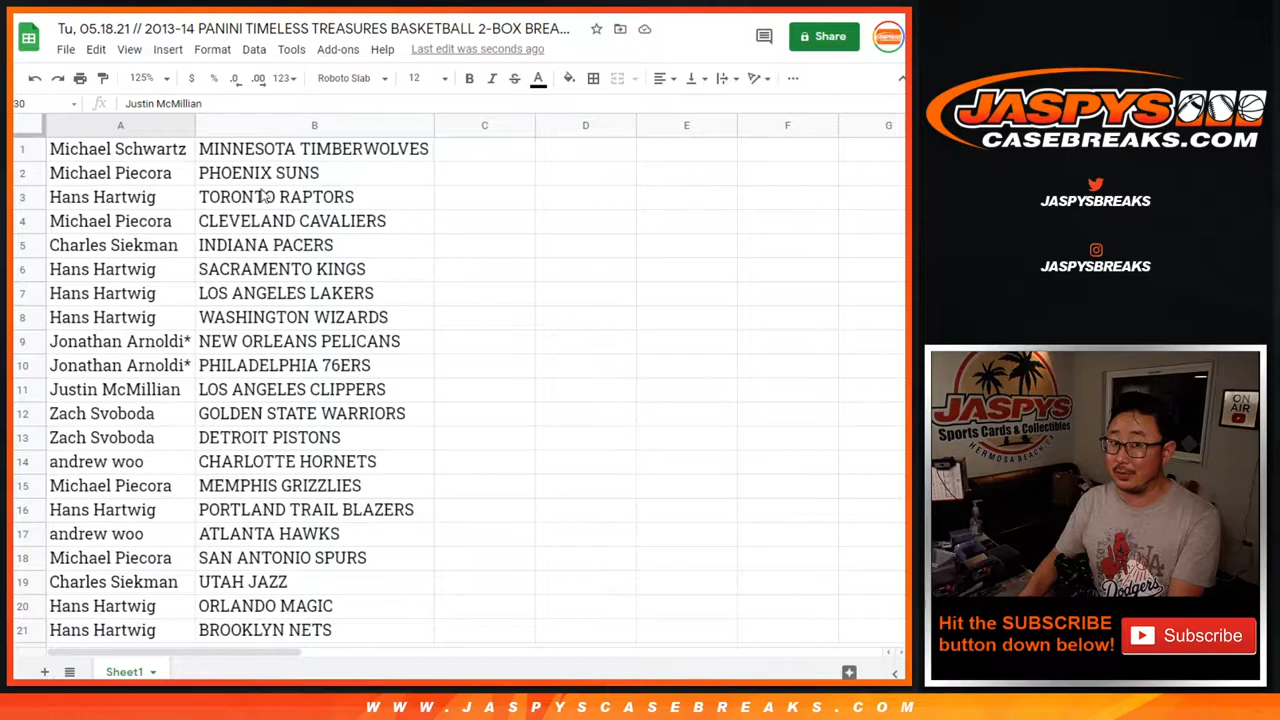 Tu, 05.18.21 // 2013-14 PANINI TIMELESS TREASURES BASKETBALL 2-BOX BREA...
File Edit View Insert Format Data Tools Add-ons Help Last edit was seconds ago
Share
125% $ % .0 .00 123 Roboto Slab 12 B I S A
30 fx Justin McMillian
A B C D E F G
1 Michael Schwartz MINNESOTA TIMBERWOLVES
2 Michael Piecora PHOENIX SUNS
3 Hans Hartwig TORONTO RAPTORS
4 Michael Piecora CLEVELAND CAVALIERS
5 Charles Siekman INDIANA PACERS
6 Hans Hartwig SACRAMENTO KINGS
7 Hans Hartwig LOS ANGELES LAKERS
8 Hans Hartwig WASHINGTON WIZARDS
9 Jonathan Arnoldi* NEW ORLEANS PELICANS
10 Jonathan Arnoldi* PHILADELPHIA 76ERS
11 Justin McMillian LOS ANGELES CLIPPERS
12 Zach Svoboda GOLDEN STATE WARRIORS
13 Zach Svoboda DETROIT PISTONS
14 andrew woo CHARLOTTE HORNETS
15 Michael Piecora MEMPHIS GRIZZLIES
16 Hans Hartwig PORTLAND TRAIL BLAZERS
17 andrew woo ATLANTA HAWKS
18 Michael Piecora SAN ANTONIO SPURS
19 Charles Siekman UTAH JAZZ
20 Hans Hartwig ORLANDO MAGIC
21 Hans Hartwig BROOKLYN NETS
Sheet1
JASPYS
CASEBREAKS.COM
JASPYSBREAKS
JASPYSBREAKS
JASPYS
Sports Cards & Collectibles
HERMOSA BEACH, CA
ON AIR
Dodgers
Hit the SUBSCRIBE
button down below!
Subscribe
WWW.JASPYSCASEBREAKS.COM